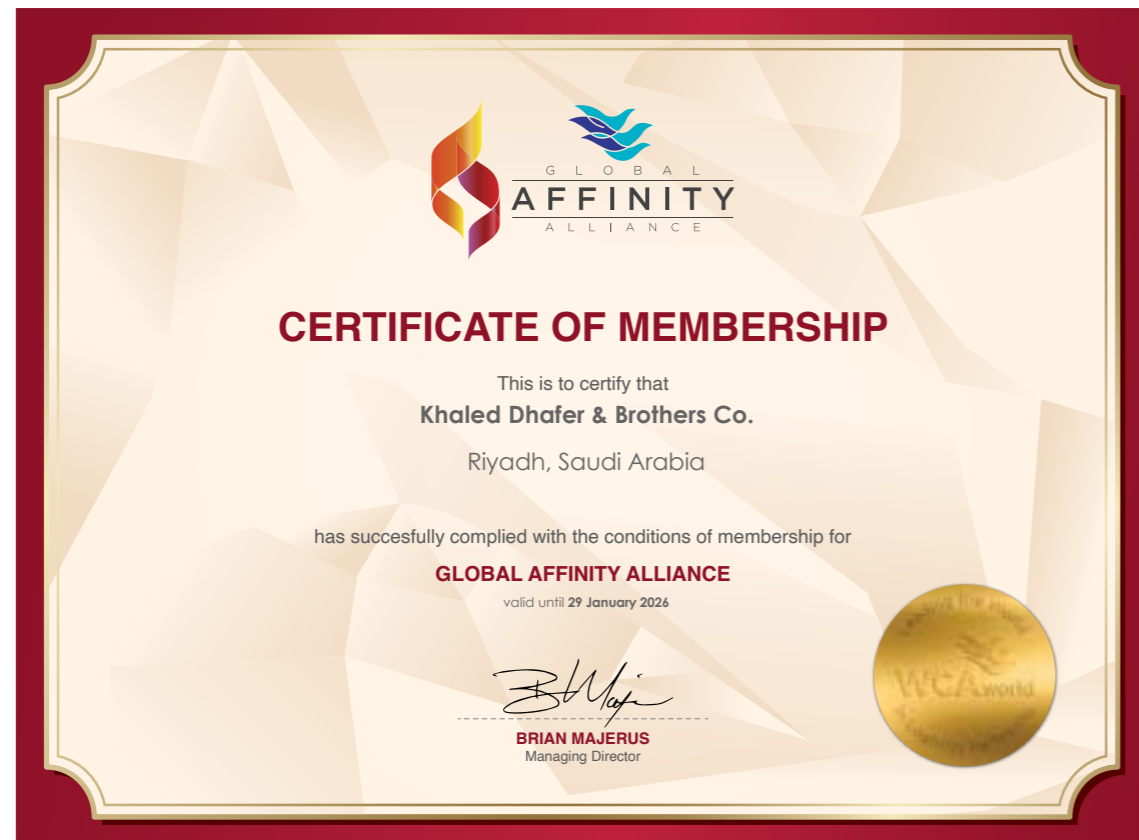 GLOBAL
AFFINITY
ALLIANCE
CERTIFICATE OF MEMBERSHIP
This is to certify that
Khaled Dhafer & Brothers Co.
Riyadh, Saudi Arabia
has succesfully complied with the conditions of membership for
GLOBAL AFFINITY ALLIANCE
valid until 29 January 2026
BRIAN MAJERUS
Managing Director
WCAworld